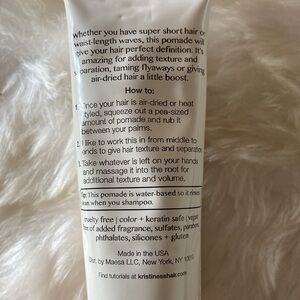 Whether you have super short hair or
waist-length waves, this pomade will
give your hair perfect definition. It's
amazing for adding texture and
separation, taming flyaways or giving
air-dried hair a little boost.
How to:
1. Once your hair is air-dried or heat
styled, squeeze out a pea-sized
amount of pomade and rub it
between your palms.
2. I like to work this in from middle to
ends to give hair texture and separation.
3. Take whatever is left on your hands
and massage it into the root for
additional texture and volume.
Tip: This pomade is water-based so it rinses
clean when you shampoo.
cruelty free | color + keratin safe | vegan
free of added fragrance, sulfates, parabens,
phthalates, silicones + gluten
Made in the USA
Dist. by Maesa LLC, New York, NY
Find tutorials at kristinesshair.com